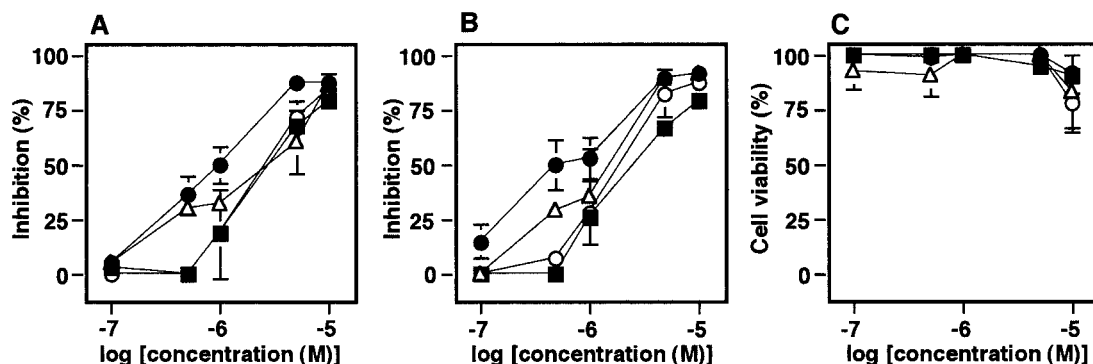 A
Inhibition (%)
100
75
50
25
0
-7
-6
-5
log [concentration (M)]
B
Inhibition (%)
100
75
50
25
0
-7
-6
-5
log [concentration (M)]
C
Cell viability (%)
100
75
50
25
0
-7
-6
-5
log [concentration (M)]